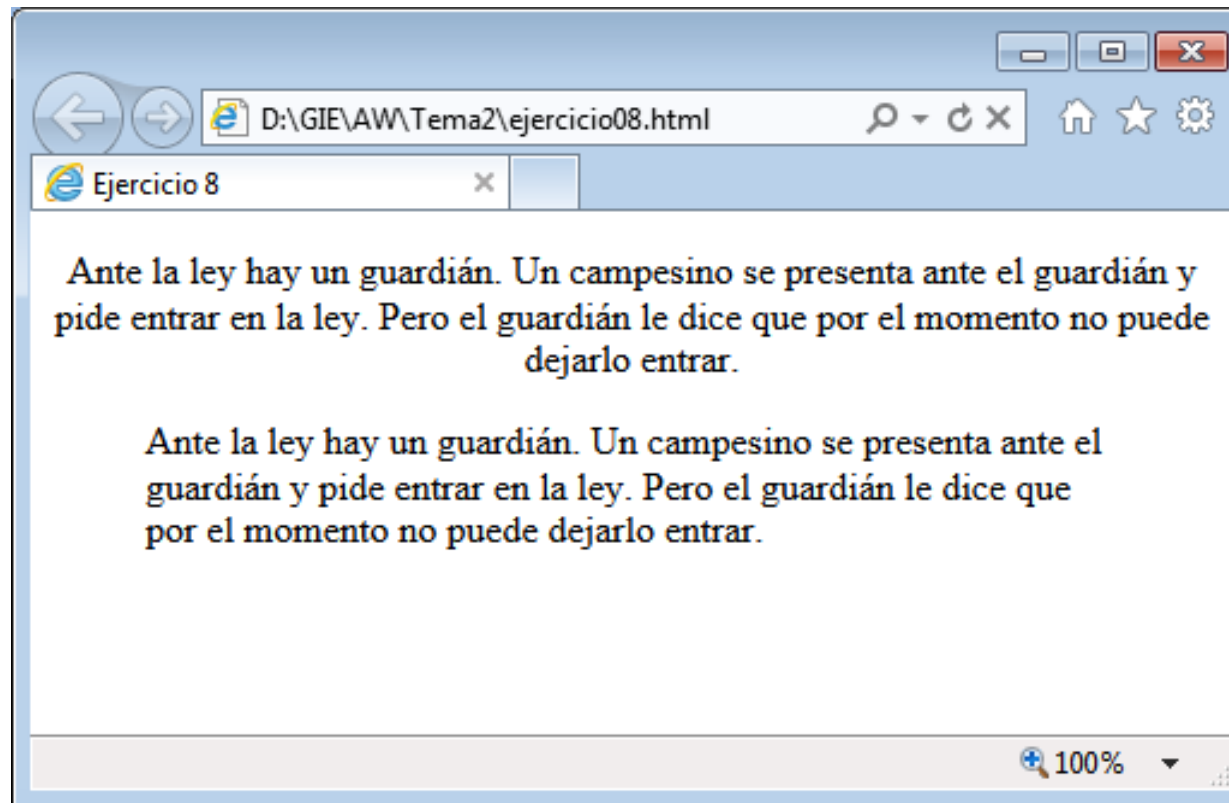 D:\GIE\AW\Tema2\ejercicio08.html
Ejercicio 8
Ante la ley hay un guardián. Un campesino se presenta ante el guardián y
pide entrar en la ley. Pero el guardián le dice que por el momento no puede
dejarlo entrar.
Ante la ley hay un guardián. Un campesino se presenta ante el
guardián y pide entrar en la ley. Pero el guardián le dice que
por el momento no puede dejarlo entrar.
100%